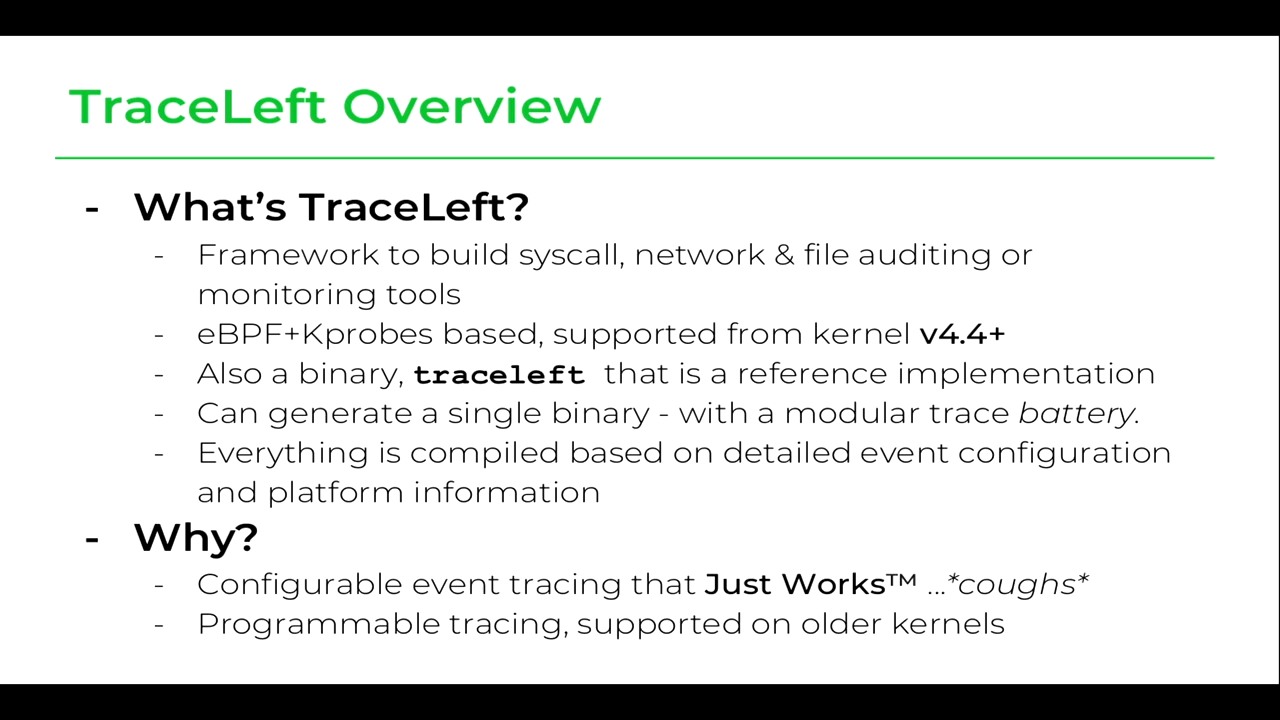 TraceLeft Overview
- What’s TraceLeft?
- Framework to build syscall, network & file auditing or
monitoring tools
- eBPF+Kprobes based, supported from kernel v4.4+
- Also a binary, traceleft that is a reference implementation
- Can generate a single binary - with a modular trace battery.
- Everything is compiled based on detailed event configuration
and platform information
- Why?
- Configurable event tracing that Just Works™ ...*coughs*
- Programmable tracing, supported on older kernels